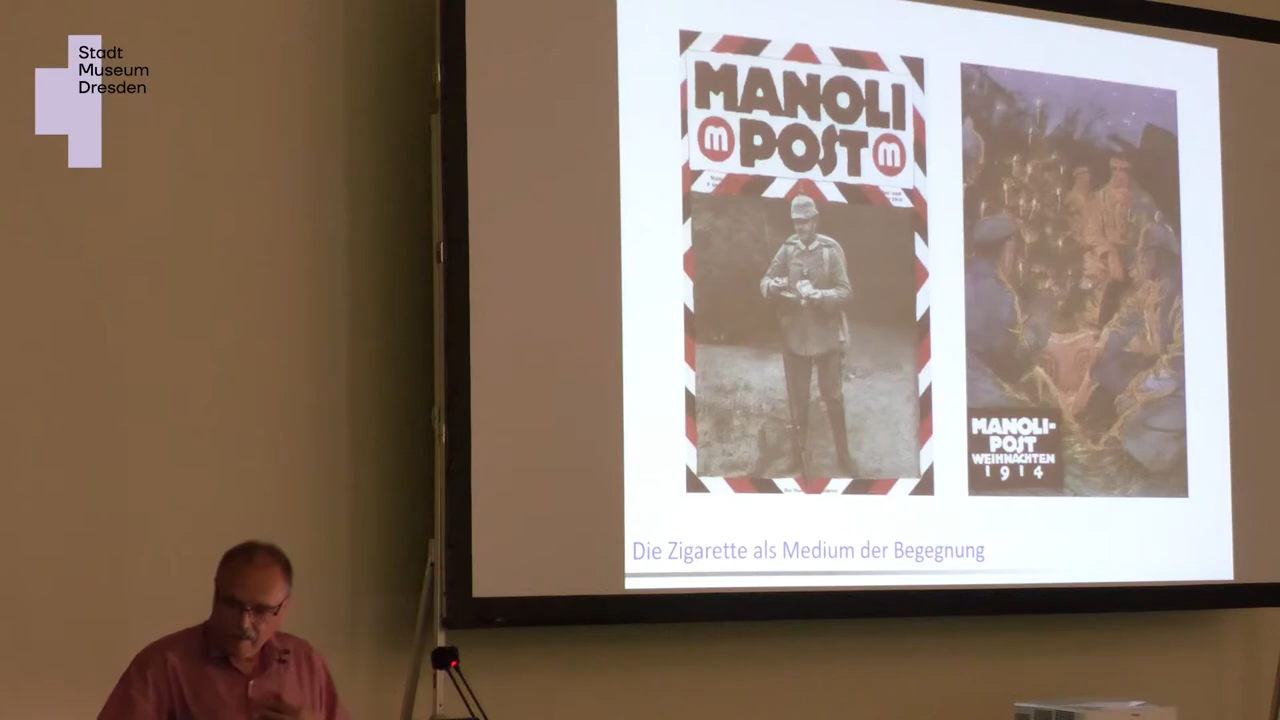 Stadt
Museum
Dresden
MANOLI
m POST m
MANOLI-
POST
WEIHNACHTEN
1914
Die Zigarette als Medium der Begegnung